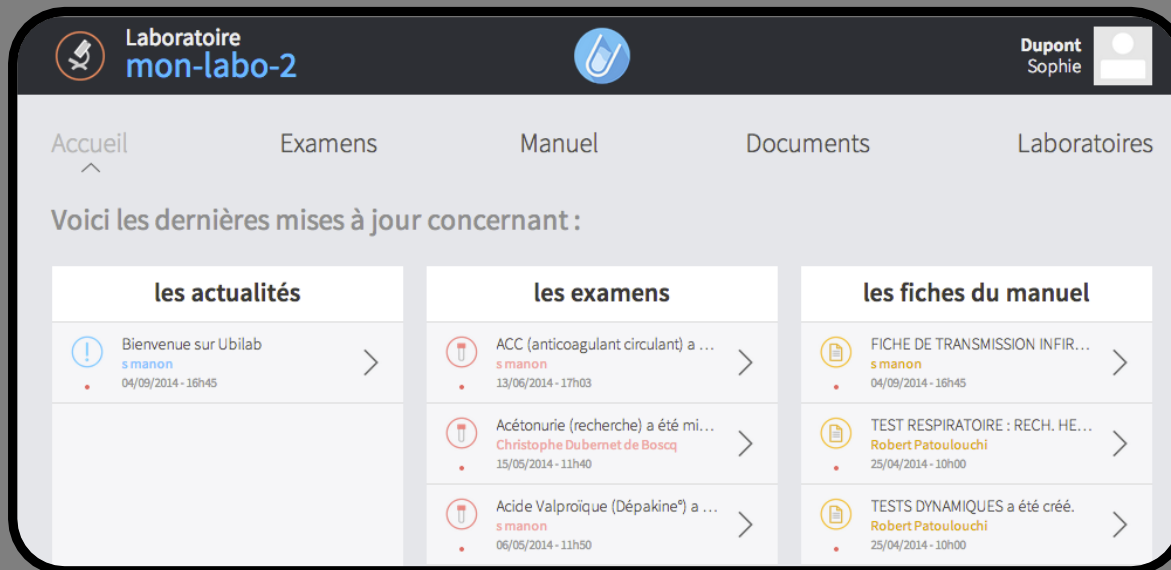 Laboratoire
mon-labo-2
Dupont
Sophie
Accueil
Examens
Manuel
Documents
Laboratoires
Voici les dernières mises à jour concernant :
les actualités
Bienvenue sur Ubilab
s manon
04/09/2014 - 16h45
les examens
ACC (anticoagulant circulant) a ...
s manon
13/06/2014 - 17h03
Acétonurie (recherche) a été mi...
Christophe Dubernet de Boscq
15/05/2014 - 11h40
Acide Valproïque (Dépakine°) a ...
s manon
06/05/2014 - 11h50
les fiches du manuel
FICHE DE TRANSMISSION INFIR...
s manon
04/09/2014 - 16h45
TEST RESPIRATOIRE : RECH. HE...
Robert Patoulouchi
25/04/2014 - 10h00
TESTS DYNAMIQUES a été créé.
Robert Patoulouchi
25/04/2014 - 10h00